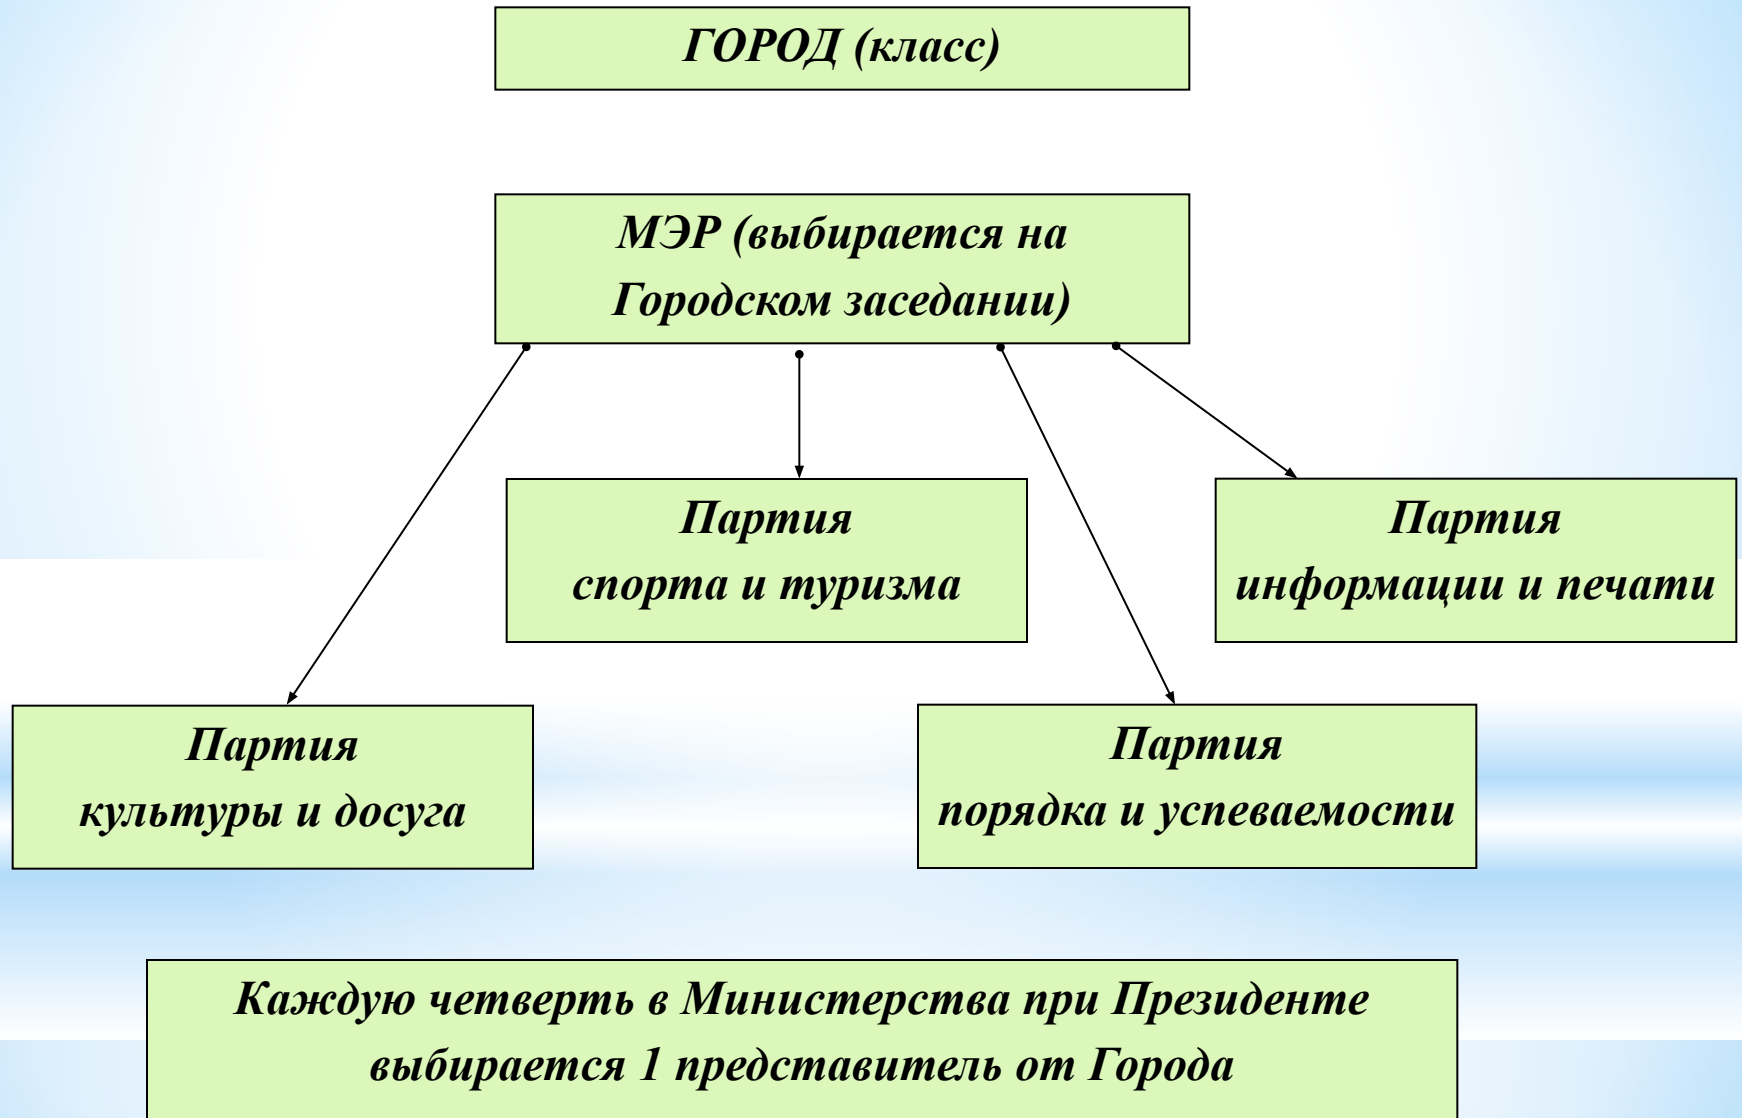 ГОРОД (класс)
МЭР (выбирается на
Городском заседании)
Партия
спорта и туризма
Партия
информации и печати
Партия
культуры и досуга
Партия
порядка и успеваемости
Каждую четверть в Министерства при Президенте
выбирается 1 представитель от Города